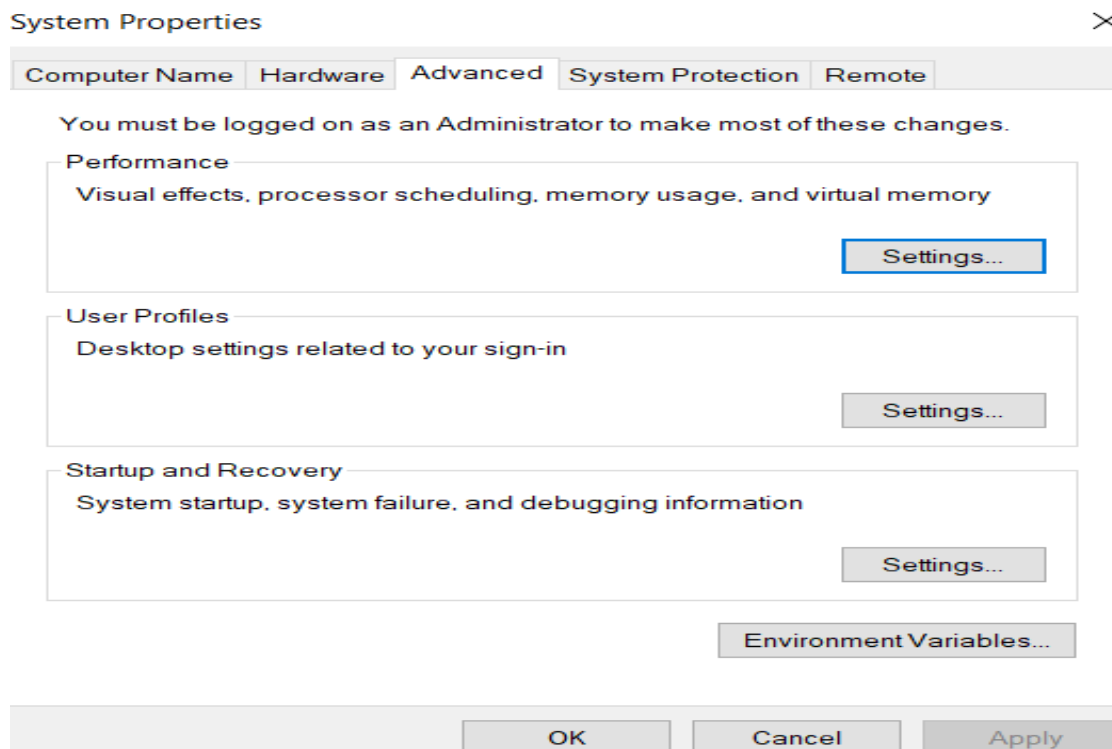 System Properties
Computer Name Hardware Advanced System Protection Remote
You must be logged on as an Administrator to make most of these changes.
Performance
Visual effects, processor scheduling, memory usage, and virtual memory
Settings...
User Profiles
Desktop settings related to your sign-in
Settings...
Startup and Recovery
System startup, system failure, and debugging information
Settings...
Environment Variables...
OK Cancel Apply